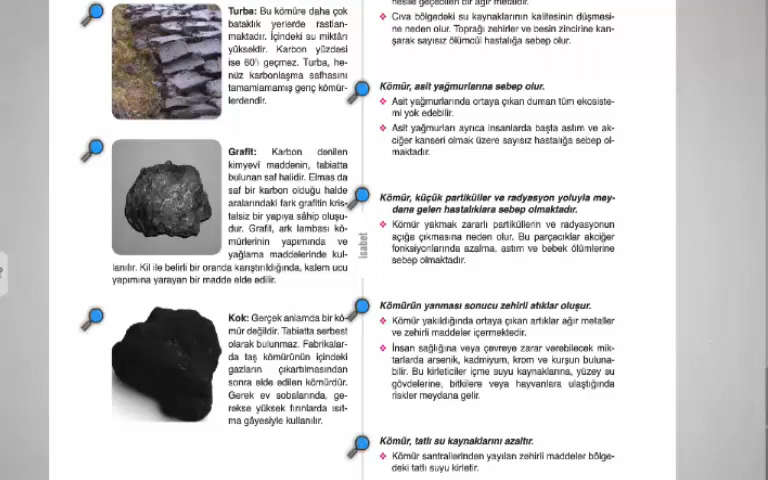 Turba: Bu kömüre daha çok
bataklık yerlerde rastlan-
maktadır. İçindeki su miktârı
yüksektir. Karbon yüzdesi
ise 60'ı geçmez. Turba, he-
nüz karbonlaşma safhasını
tamamlamamış genç kömür-
lerdendir.
Grafit: Karbon denilen
kimyevî maddenin, tabiatta
bulunan saf halidir. Elmas da
saf bir karbon olduğu halde
aralarındaki fark grafitin kris-
talsiz bir yapıya sâhip oluşu-
dur. Grafit, ark lambası kö-
mürlerinin yapımında ve
yağlama maddelerinde kul-
lanılır. Kil ile belirli bir oranda karıştırıldığında, kalem ucu
yapımına yarayan bir madde elde edilir.
Kok: Gerçek anlamda bir kö-
mür değildir. Tabiatta serbest
olarak bulunmaz. Fabrikalar-
da taş kömürünün içindeki
gazların çıkartılmasından
sonra elde edilen kömürdür.
Gerek ev sobalarında, ge-
rekse yüksek fırınlarda ısıt-
ma gâyesiyle kullanılır.
isabet
nesile geçebilen bir ağır metaldir.
Cıva bölgedeki su kaynaklarının kalitesinin düşmesi-
ne neden olur. Toprağı zehirler ve besin zincirine karı-
şarak sayısız ölümcül hastalığa sebep olur.
Kömür, asit yağmurlarına sebep olur.
Asit yağmurlarında ortaya çıkan duman tüm ekosiste-
mi yok edebilir.
Asit yağmurları ayrıca insanlarda başta astım ve ak-
ciğer kanseri olmak üzere sayısız hastalığa sebep ol-
maktadır.
Kömür, küçük partiküller ve radyasyon yoluyla mey-
dana gelen hastalıklara sebep olmaktadır.
Kömür yakmak zararlı partiküllerin ve radyasyonun
açığa çıkmasına neden olur. Bu parçacıklar akciğer
fonksiyonlarında azalma, astım ve bebek ölümlerine
sebep olmaktadır.
Kömürün yanması sonucu zehirli atıklar oluşur.
Kömür yakıldığında ortaya çıkan artıklar ağır metaller
ve zehirli maddeler içermektedir.
İnsan sağlığına veya çevreye zarar verebilecek mik-
tarlarda arsenik, kadmiyum, krom ve kurşun buluna-
bilir. Bu kirleticiler içme suyu kaynaklarına, yüzey su
gövdelerine, bitkilere veya hayvanlara ulaştığında
riskler meydana gelir.
Kömür, tatlı su kaynaklarını azaltır.
Kömür santrallerinden yayılan zehirli maddeler bölge-
deki tatlı suyu kirletir.